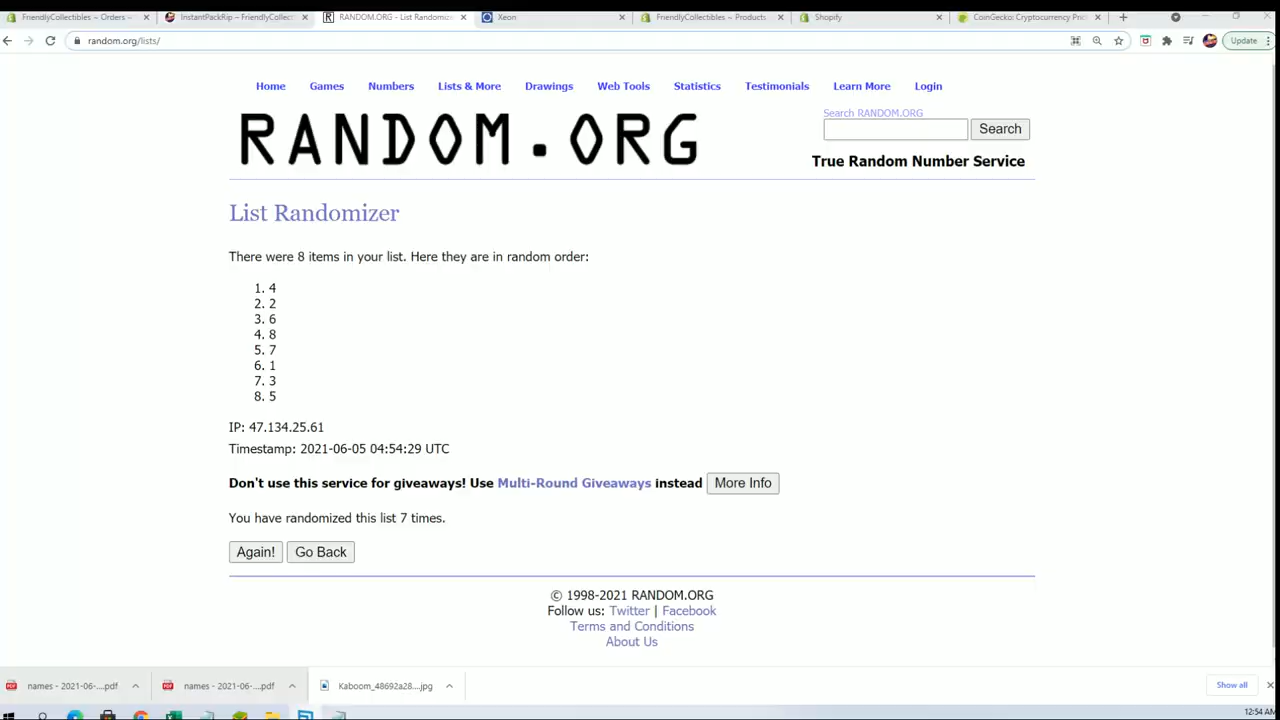 FriendlyCollectibles ~ Orders ~
InstantPackRip – FriendlyCollect
RANDOM.ORG - List Randomizer
Xeon
FriendlyCollectibles ~ Products
Shopify
CoinGecko: Cryptocurrency Pric
random.org/lists/
Update
Home
Games
Numbers
Lists & More
Drawings
Web Tools
Statistics
Testimonials
Learn More
Login
RANDOM.ORG
Search RANDOM.ORG
Search
True Random Number Service
List Randomizer
There were 8 items in your list. Here they are in random order:
1. 4
2. 2
3. 6
4. 8
5. 7
6. 1
7. 3
8. 5
IP: 47.134.25.61
Timestamp: 2021-06-05 04:54:29 UTC
Don't use this service for giveaways! Use Multi-Round Giveaways instead More Info
You have randomized this list 7 times.
Again! Go Back
© 1998-2021 RANDOM.ORG
Follow us: Twitter | Facebook
Terms and Conditions
About Us
names - 2021-06-....pdf
names - 2021-06-....pdf
Kaboom_48692a28....jpg
Show all
12:54 AM